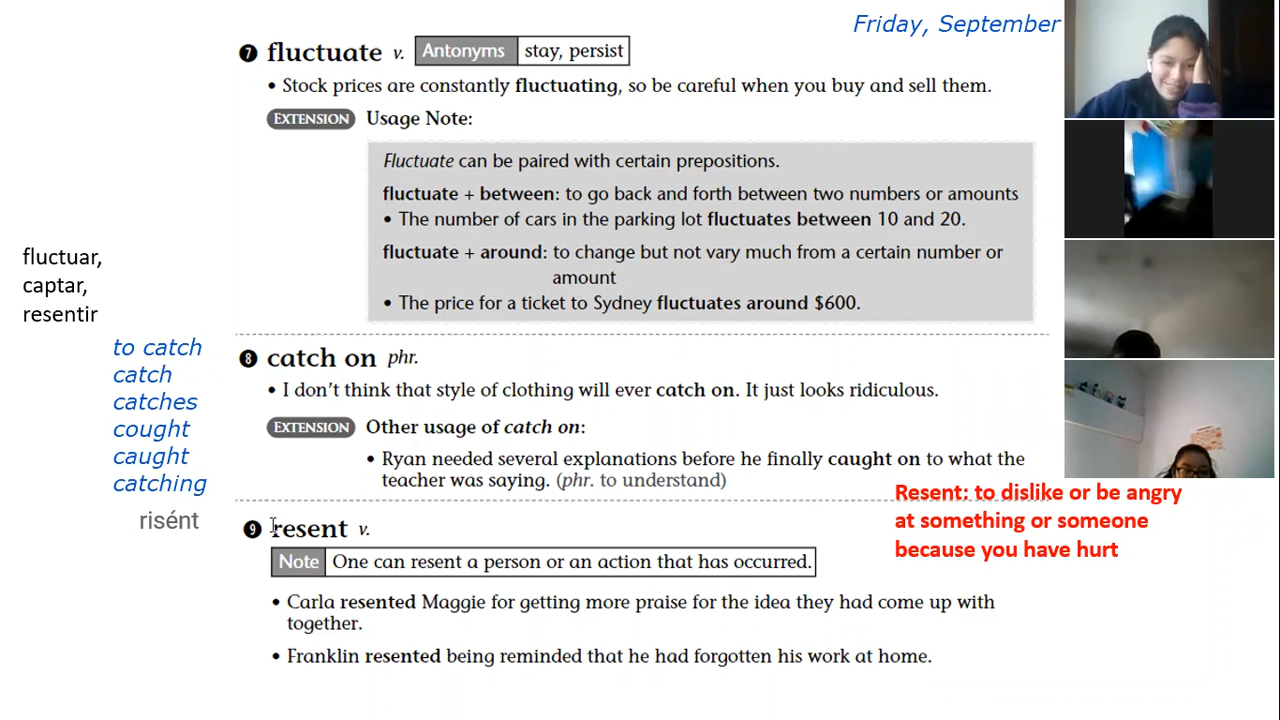 Friday, September
❼ fluctuate v. Antonyms stay, persist
• Stock prices are constantly fluctuating, so be careful when you buy and sell them.
EXTENSION Usage Note:
Fluctuate can be paired with certain prepositions.
fluctuate + between: to go back and forth between two numbers or amounts
• The number of cars in the parking lot fluctuates between 10 and 20.
fluctuate + around: to change but not vary much from a certain number or
amount
• The price for a ticket to Sydney fluctuates around $600.
fluctuar,
captar,
resentir
to catch
catch
catches
cought
caught
catching
risént
❽ catch on phr.
• I don't think that style of clothing will ever catch on. It just looks ridiculous.
EXTENSION Other usage of catch on:
• Ryan needed several explanations before he finally caught on to what the
teacher was saying. (phr. to understand)
❾ resent v.
Note One can resent a person or an action that has occurred.
• Carla resented Maggie for getting more praise for the idea they had come up with
together.
• Franklin resented being reminded that he had forgotten his work at home.
Resent: to dislike or be angry
at something or someone
because you have hurt